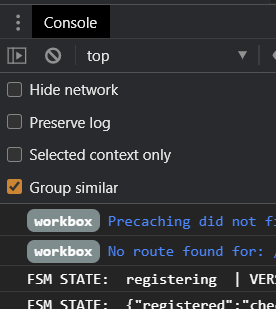 Console
top
Hide network
Preserve log
Selected context only
Group similar
workbox Precaching did not
workbox No route found for:
FSM STATE: registering | VERS
FSM STATE: {"registered":"che